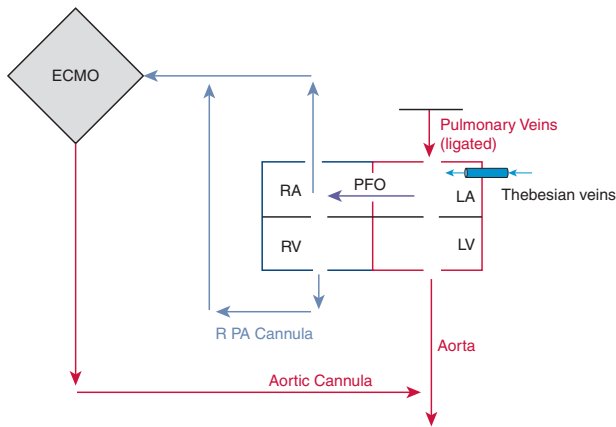 ECMO
Pulmonary Veins
(ligated)
PFO
RA
LA
Thebesian veins
RV
LV
R PA Cannula
Aorta
Aortic Cannula